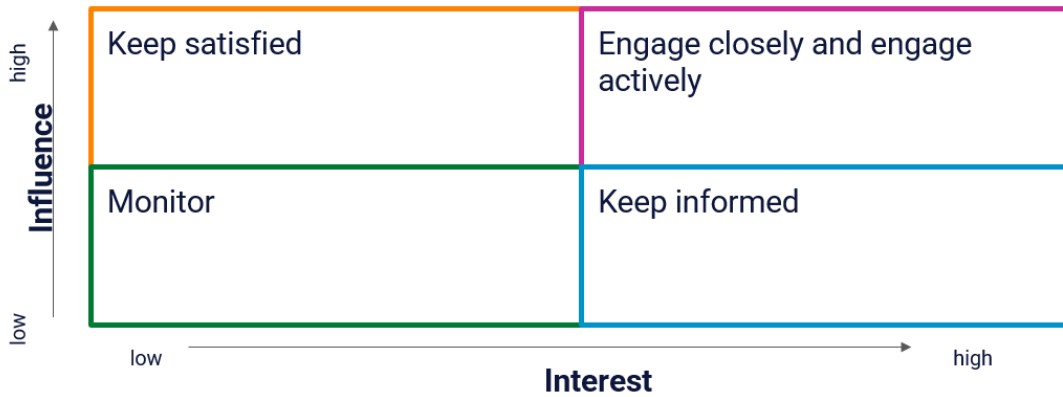 high
Influence
low
Keep satisfied
Engage closely and engage
actively
Monitor
Keep informed
low
high
Interest